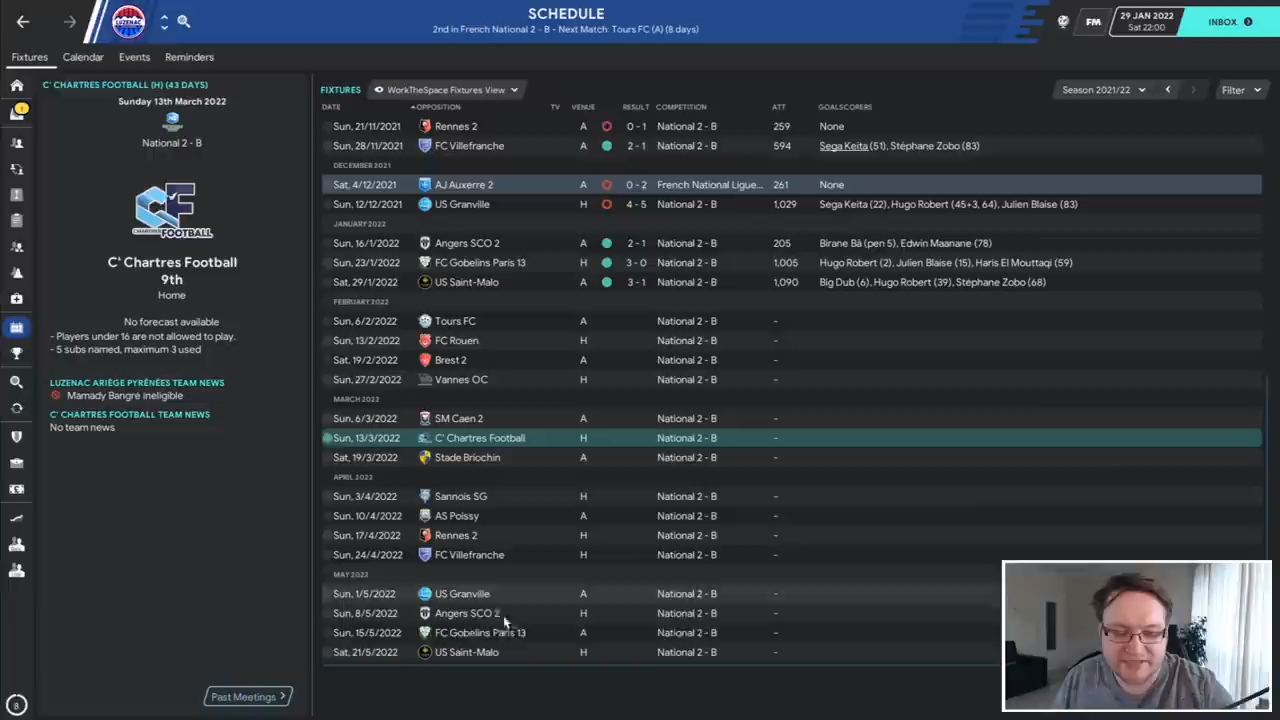 SCHEDULE
2nd in French National 2 - B - Next Match: Tours FC (A) (8 days)
LUZENAC
FM
29 JAN 2022
Sat 22:00
INBOX
Fixtures Calendar Events Reminders
C' CHARTRES FOOTBALL (H) (43 DAYS)
Sunday 13th March 2022
National 2 - B
CHARTRES FOOTBALL
C' Chartres Football
9th
Home
No forecast available
- Players under 16 are not allowed to play.
- 5 subs named, maximum 3 used
LUZENAC ARIÈGE PYRÉNÉES TEAM NEWS
Mamady Bangré ineligible
C' CHARTRES FOOTBALL TEAM NEWS
No team news
Past Meetings
FIXTURES WorkTheSpace Fixtures View Season 2021/22 Filter
DATE OPPOSITION TV VENUE RESULT COMPETITION ATT GOALSCORERS
Sun, 21/11/2021 Rennes 2 A 0 - 1 National 2 - B 259 None
Sun, 28/11/2021 FC Villefranche A 2 - 1 National 2 - B 594 Sega Keita (51), Stéphane Zobo (83)
DECEMBER 2021
Sat, 4/12/2021 AJ Auxerre 2 A 0 - 2 French National Ligue... 261 None
Sun, 12/12/2021 US Granville H 4 - 5 National 2 - B 1,029 Sega Keita (22), Hugo Robert (45+3, 64), Julien Blaise (83)
JANUARY 2022
Sun, 16/1/2022 Angers SCO 2 A 2 - 1 National 2 - B 205 Birane Bâ (pen 5), Edwin Maanane (78)
Sun, 23/1/2022 FC Gobelins Paris 13 H 3 - 0 National 2 - B 1,005 Hugo Robert (2), Julien Blaise (15), Haris El Mouttaqi (59)
Sat, 29/1/2022 US Saint-Malo A 3 - 1 National 2 - B 1,090 Big Dub (6), Hugo Robert (39), Stéphane Zobo (68)
FEBRUARY 2022
Sun, 6/2/2022 Tours FC A National 2 - B -
Sun, 13/2/2022 FC Rouen H National 2 - B -
Sat, 19/2/2022 Brest 2 A National 2 - B -
Sun, 27/2/2022 Vannes OC H National 2 - B -
MARCH 2022
Sun, 6/3/2022 SM Caen 2 A National 2 - B -
Sun, 13/3/2022 C' Chartres Football H National 2 - B -
Sat, 19/3/2022 Stade Briochin A National 2 - B -
APRIL 2022
Sun, 3/4/2022 Sannois SG H National 2 - B -
Sun, 10/4/2022 AS Poissy A National 2 - B -
Sun, 17/4/2022 Rennes 2 H National 2 - B -
Sun, 24/4/2022 FC Villefranche H National 2 - B -
MAY 2022
Sun, 1/5/2022 US Granville A National 2 - B -
Sun, 8/5/2022 Angers SCO 2 H National 2 - B -
Sun, 15/5/2022 FC Gobelins Paris 13 A National 2 - B -
Sat, 21/5/2022 US Saint-Malo H National 2 - B -